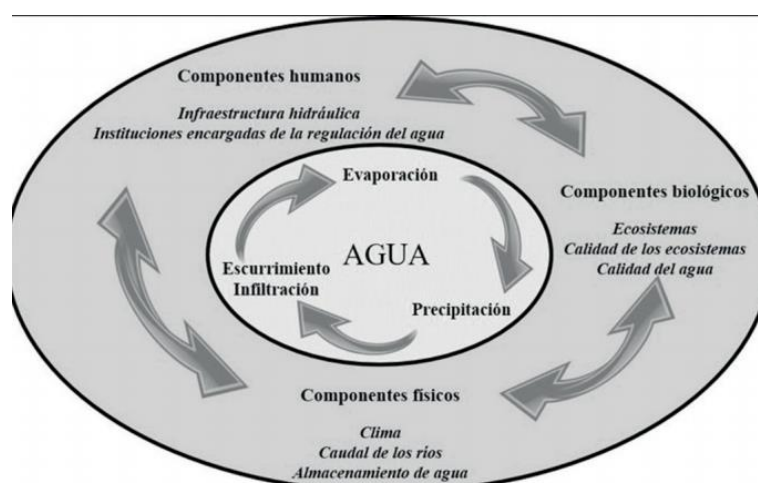 Componentes humanos
Infraestructura hidráulica
Instituciones encargadas de la regulación del agua
Evaporación
Componentes biológicos
Ecosistemas
Calidad de los ecosistemas
Calidad del agua
AGUA
Escurrimiento
Infiltración
Precipitación
Componentes físicos
Clima
Caudal de los ríos
Almacenamiento de agua